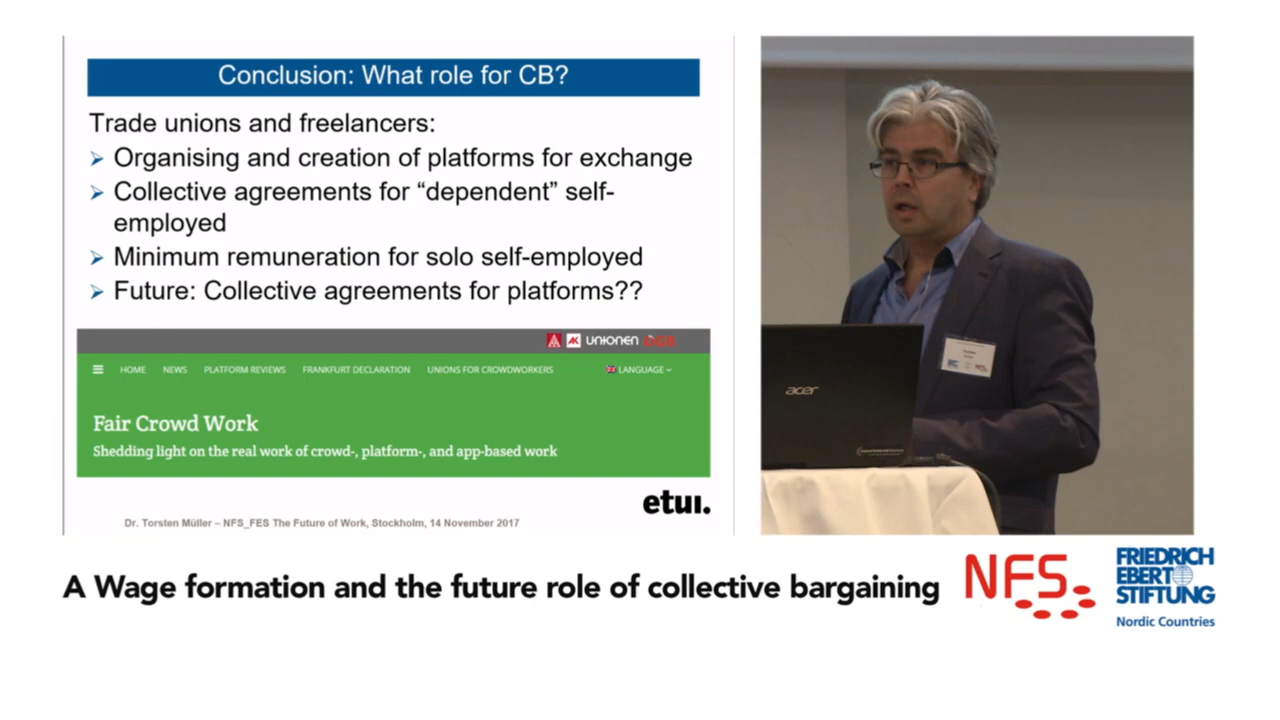 Conclusion: What role for CB?
Trade unions and freelancers:
Organising and creation of platforms for exchange
Collective agreements for “dependent” self-
employed
Minimum remuneration for solo self-employed
Future: Collective agreements for platforms??
AK UNIONEN
HOME NEWS PLATFORM REVIEWS FRANKFURT DECLARATION UNIONS FOR CROWDWORKERS LANGUAGE
Fair Crowd Work
Shedding light on the real work of crowd-, platform-, and app-based work
etui.
Dr. Torsten Müller – NFS_FES The Future of Work, Stockholm, 14 November 2017
acer
A Wage formation and the future role of collective bargaining
NFS
FRIEDRICH
EBERT
STIFTUNG
Nordic Countries